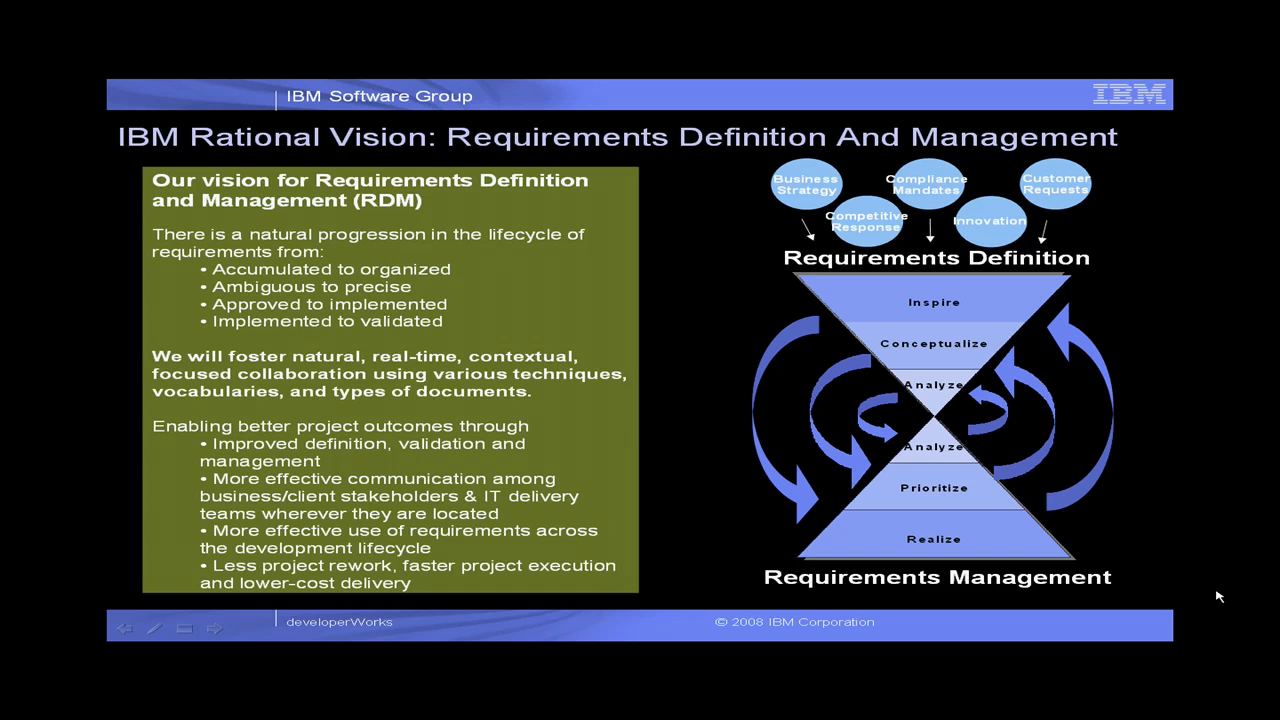 IBM Software Group
IBM
IBM Rational Vision: Requirements Definition And Management
Our vision for Requirements Definition
and Management (RDM)
There is a natural progression in the lifecycle of
requirements from:
• Accumulated to organized
• Ambiguous to precise
• Approved to implemented
• Implemented to validated
We will foster natural, real-time, contextual,
focused collaboration using various techniques,
vocabularies, and types of documents.
Enabling better project outcomes through
• Improved definition, validation and
management
• More effective communication among
business/client stakeholders & IT delivery
teams wherever they are located
• More effective use of requirements across
the development lifecycle
• Less project rework, faster project execution
and lower-cost delivery
Business
Strategy
Compliance
Mandates
Customer
Requests
Competitive
Response
Innovation
Requirements Definition
Inspire
Conceptualize
Analyze
Analyze
Prioritize
Realize
Requirements Management
developerWorks
© 2008 IBM Corporation